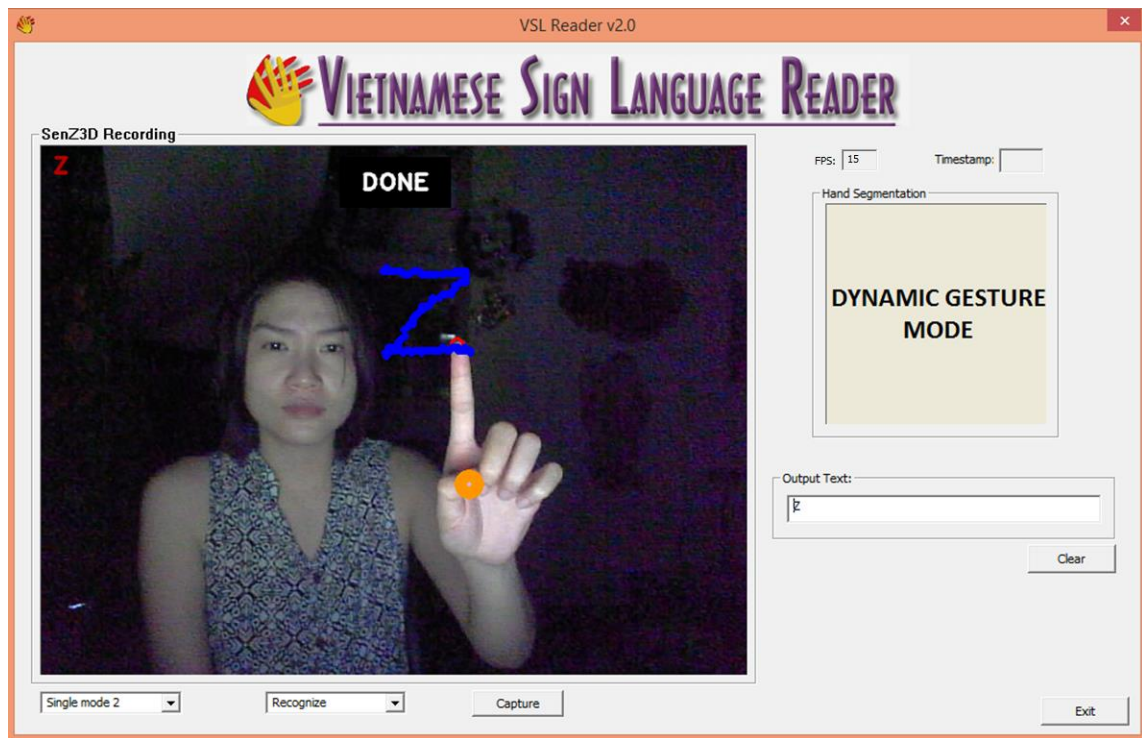 VSL Reader v2.0
VIETNAMESE SIGN LANGUAGE READER
SenZ3D Recording
Z
DONE
Z
FPS: 15
Timestamp:
Hand Segmentation
DYNAMIC GESTURE
MODE
Output Text:
z
Clear
Single mode 2
Recognize
Capture
Exit